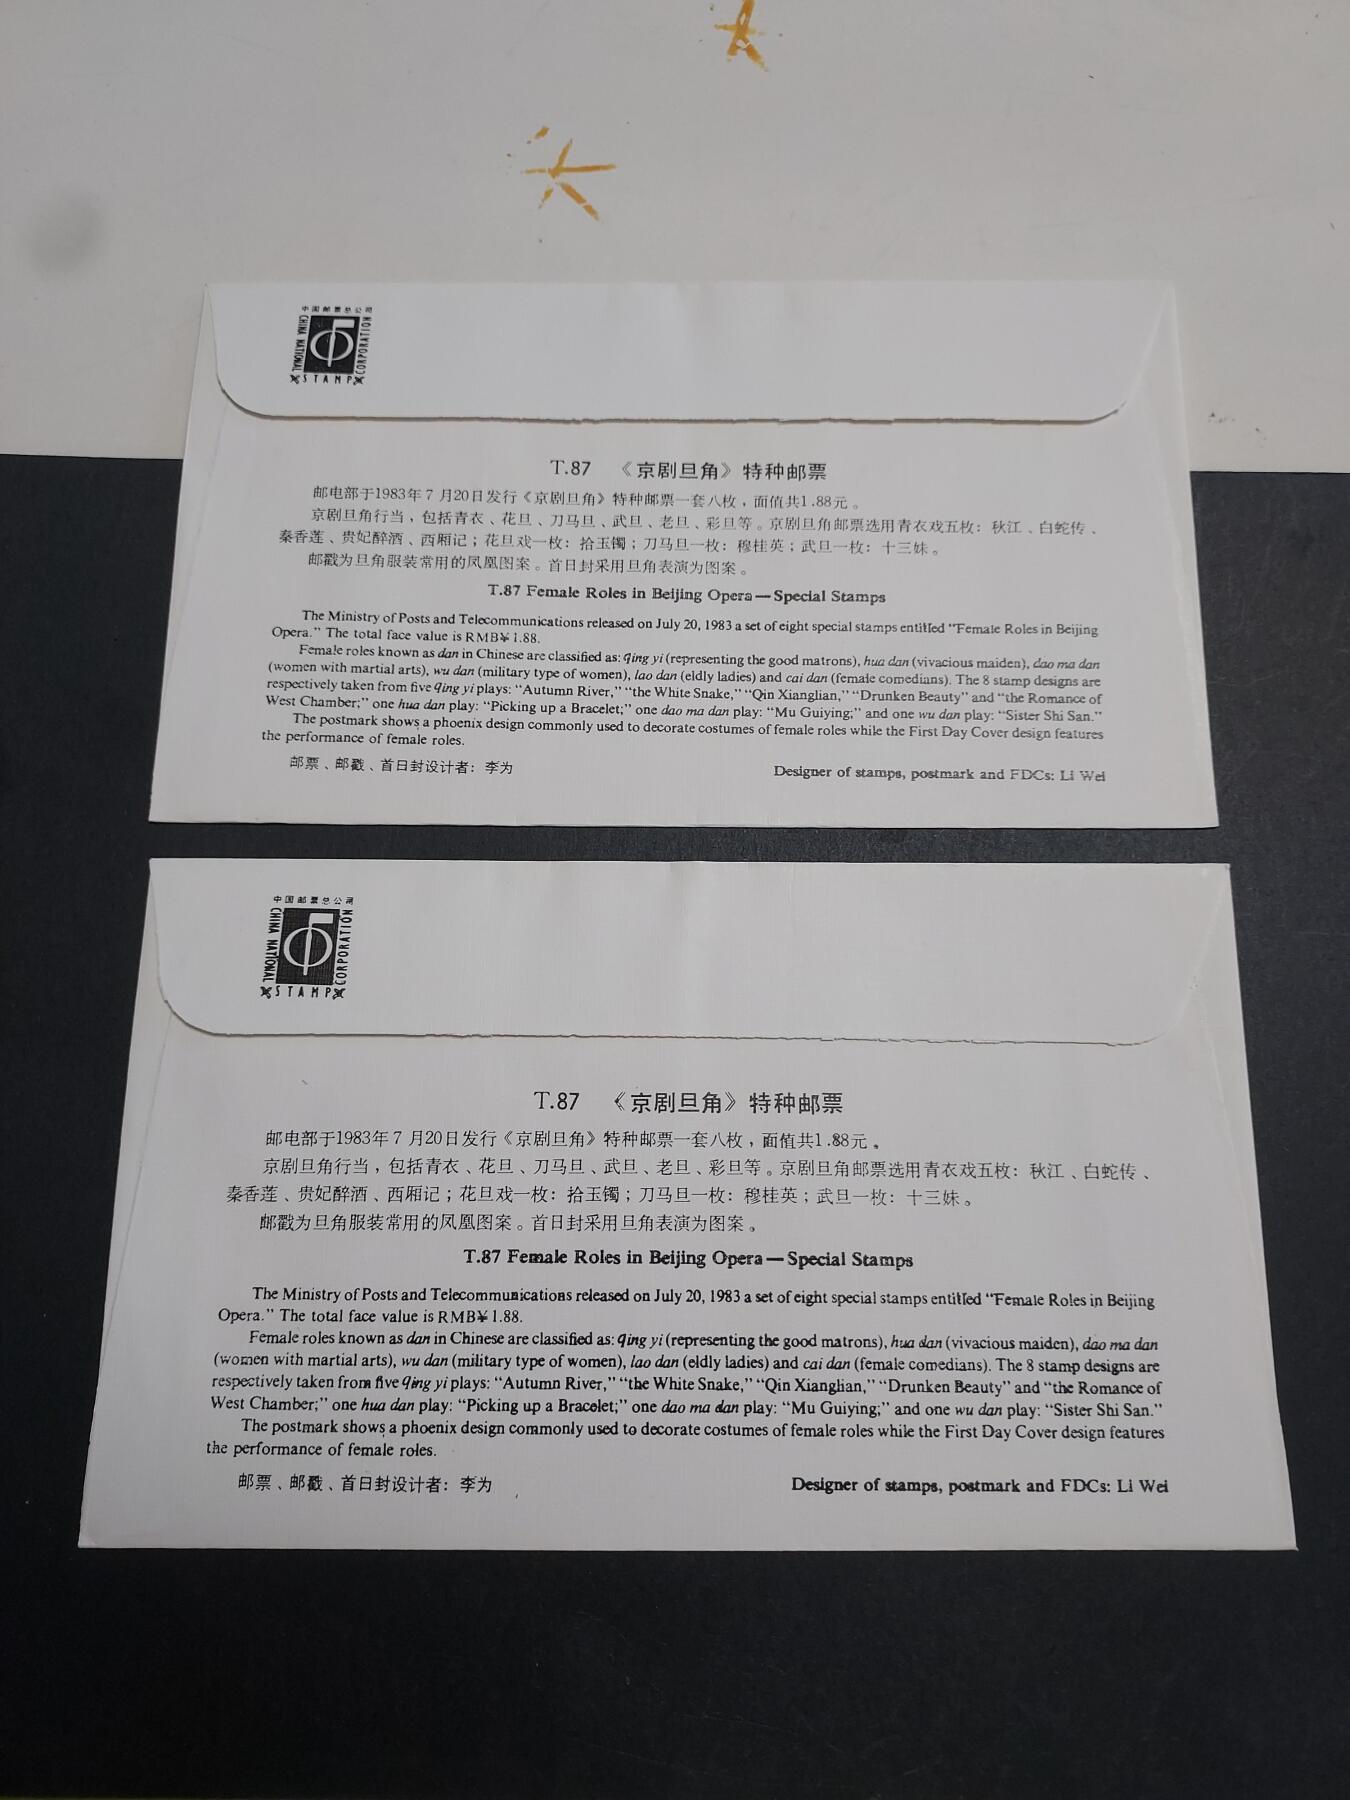 中国邮票总公司
CHINA NATIONAL
STAMP
CORPORATION
T.87 《京剧旦角》特种邮票
邮电部于1983年7月20日发行《京剧旦角》特种邮票一套八枚，面值共1.88元。
京剧旦角行当，包括青衣、花旦、刀马旦、武旦、老旦、彩旦等。京剧旦角邮票选用青衣戏五枚：秋江、白蛇传、
秦香莲、贵妃醉酒、西厢记；花旦戏一枚：拾玉镯；刀马旦一枚：穆桂英；武旦一枚：十三妹。
邮戳为旦角服装常用的凤凰图案。首日封采用旦角表演为图案。
T.87 Female Roles in Beijing Opera—Special Stamps
The Ministry of Posts and Telecommunications released on July 20, 1983 a set of eight special stamps entitled "Female Roles in Beijing
Opera." The total face value is RMB¥ 1.88.
Female roles known as dan in Chinese are classified as: qing yi (representing the good matrons), hua dan (vivacious maiden), dao ma dan
(women with martial arts), wu dan (military type of women), lao dan (eldly ladies) and cai dan (female comedians). The 8 stamp designs are
respectively taken from five qing yi plays: "Autumn River," "the White Snake," "Qin Xianglian," "Drunken Beauty" and "the Romance of
West Chamber;" one hua dan play: "Picking up a Bracelet;" one dao ma dan play: "Mu Guiying;" and one wu dan play: "Sister Shi San."
The postmark shows a phoenix design commonly used to decorate costumes of female roles while the First Day Cover design features
the performance of female roles.
邮票、邮戳、首日封设计者：李为
Designer of stamps, postmark and FDCs: Li Wei
中国邮票总公司
CHINA NATIONAL
STAMP
CORPORATION
T.87 《京剧旦角》特种邮票
邮电部于1983年7月20日发行《京剧旦角》特种邮票一套八枚，面值共1.88元。
京剧旦角行当，包括青衣、花旦、刀马旦、武旦、老旦、彩旦等。京剧旦角邮票选用青衣戏五枚：秋江、白蛇传、
秦香莲、贵妃醉酒、西厢记；花旦戏一枚：拾玉镯；刀马旦一枚：穆桂英；武旦一枚：十三妹。
邮戳为旦角服装常用的凤凰图案。首日封采用旦角表演为图案。
T.87 Female Roles in Beijing Opera—Special Stamps
The Ministry of Posts and Telecommunications released on July 20, 1983 a set of eight special stamps entitled "Female Roles in Beijing
Opera." The total face value is RMB¥ 1.88.
Female roles known as dan in Chinese are classified as: qing yi (representing the good matrons), hua dan (vivacious maiden), dao ma dan
(women with martial arts), wu dan (military type of women), lao dan (eldly ladies) and cai dan (female comedians). The 8 stamp designs are
respectively taken from five qing yi plays: "Autumn River," "the White Snake," "Qin Xianglian," "Drunken Beauty" and "the Romance of
West Chamber;" one hua dan play: "Picking up a Bracelet;" one dao ma dan play: "Mu Guiying;" and one wu dan play: "Sister Shi San."
The postmark shows a phoenix design commonly used to decorate costumes of female roles while the First Day Cover design features
the performance of female roles.
邮票、邮戳、首日封设计者：李为
Designer of stamps, postmark and FDCs: Li Wei